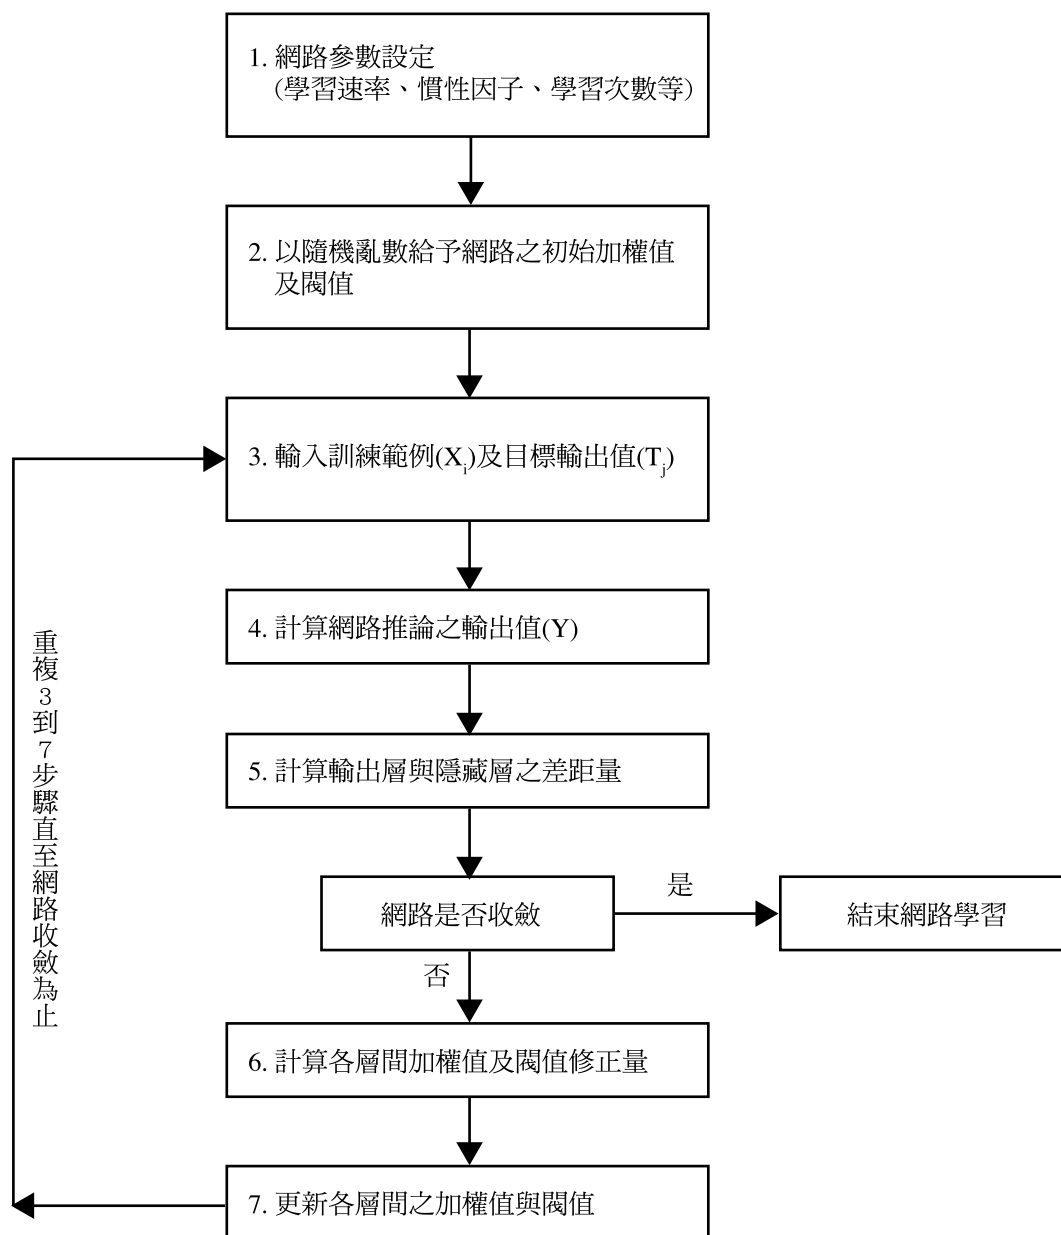 1. 網路參數設定
(學習速率、慣性因子、學習次數等)
2. 以隨機亂數給予網路之初始加權值
及閥值
3. 輸入訓練範例(Xi)及目標輸出值(Tj)
4. 計算網路推論之輸出值(Y)
5. 計算輸出層與隱藏層之差距量
網路是否收斂
是
結束網路學習
否
6. 計算各層間加權值及閥值修正量
7. 更新各層間之加權值與閥值
重複3到7步驟直至網路收斂為止